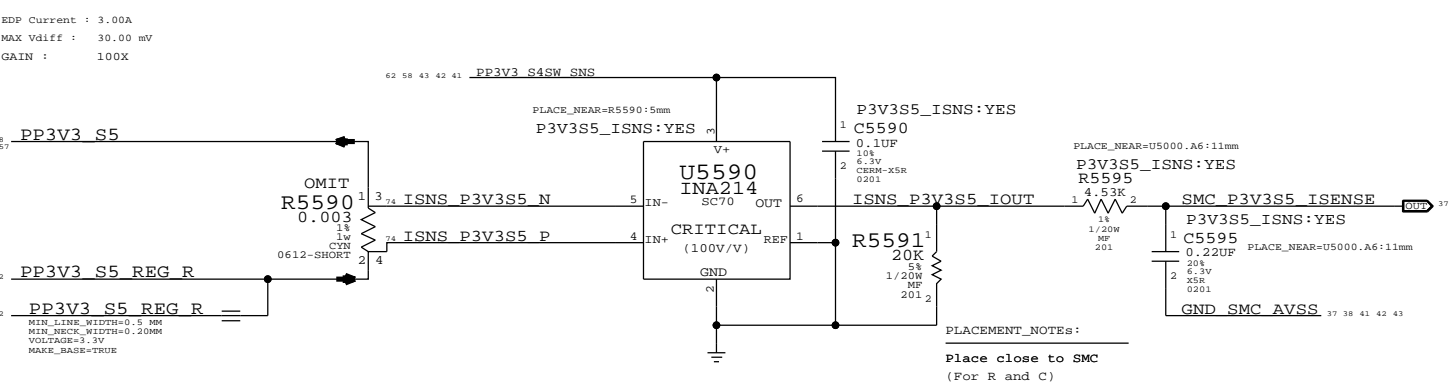 EDP Current : 3.00A
MAX Vdiff : 30.00 mV
GAIN : 100X
62 58 43 42 41 PP3V3_S4SW_SNS
PLACE_NEAR=R5590:5mm
P3V3S5_ISNS:YES
3
V+
U5590
INA214
SC70
5 IN-
4 IN+
OUT 6
REF 1
CRITICAL
(100V/V)
GND
2
P3V3S5_ISNS:YES
1 C5590
0.1UF
10%
2 6.3V
CERM-X5R
0201
57 PP3V3_S5
OMIT
R5590 1 3
0.003
1%
1W
CYN
0612-SHORT
2 4
74 ISNS_P3V3S5_N
74 ISNS_P3V3S5_P
PP3V3_S5_REG_R
PP3V3_S5_REG_R
MIN_LINE_WIDTH=0.5 MM
MIN_NECK_WIDTH=0.20MM
VOLTAGE=3.3V
MAKE_BASE=TRUE
ISNS_P3V3S5_IOUT
R5591 1
20K
5%
1/20W
MF
201 2
PLACE_NEAR=U5000.A6:11mm
P3V3S5_ISNS:YES
R5595
4.53K
1 2
1%
1/20W
MF
201
SMC_P3V3S5_ISENSE OUT 37
P3V3S5_ISNS:YES
1 C5595 PLACE_NEAR=U5000.A6:11mm
0.22UF
20%
2 6.3V
X5R
0201
GND_SMC_AVSS 37 38 41 42 43
PLACEMENT_NOTEs:
Place close to SMC
(For R and C)